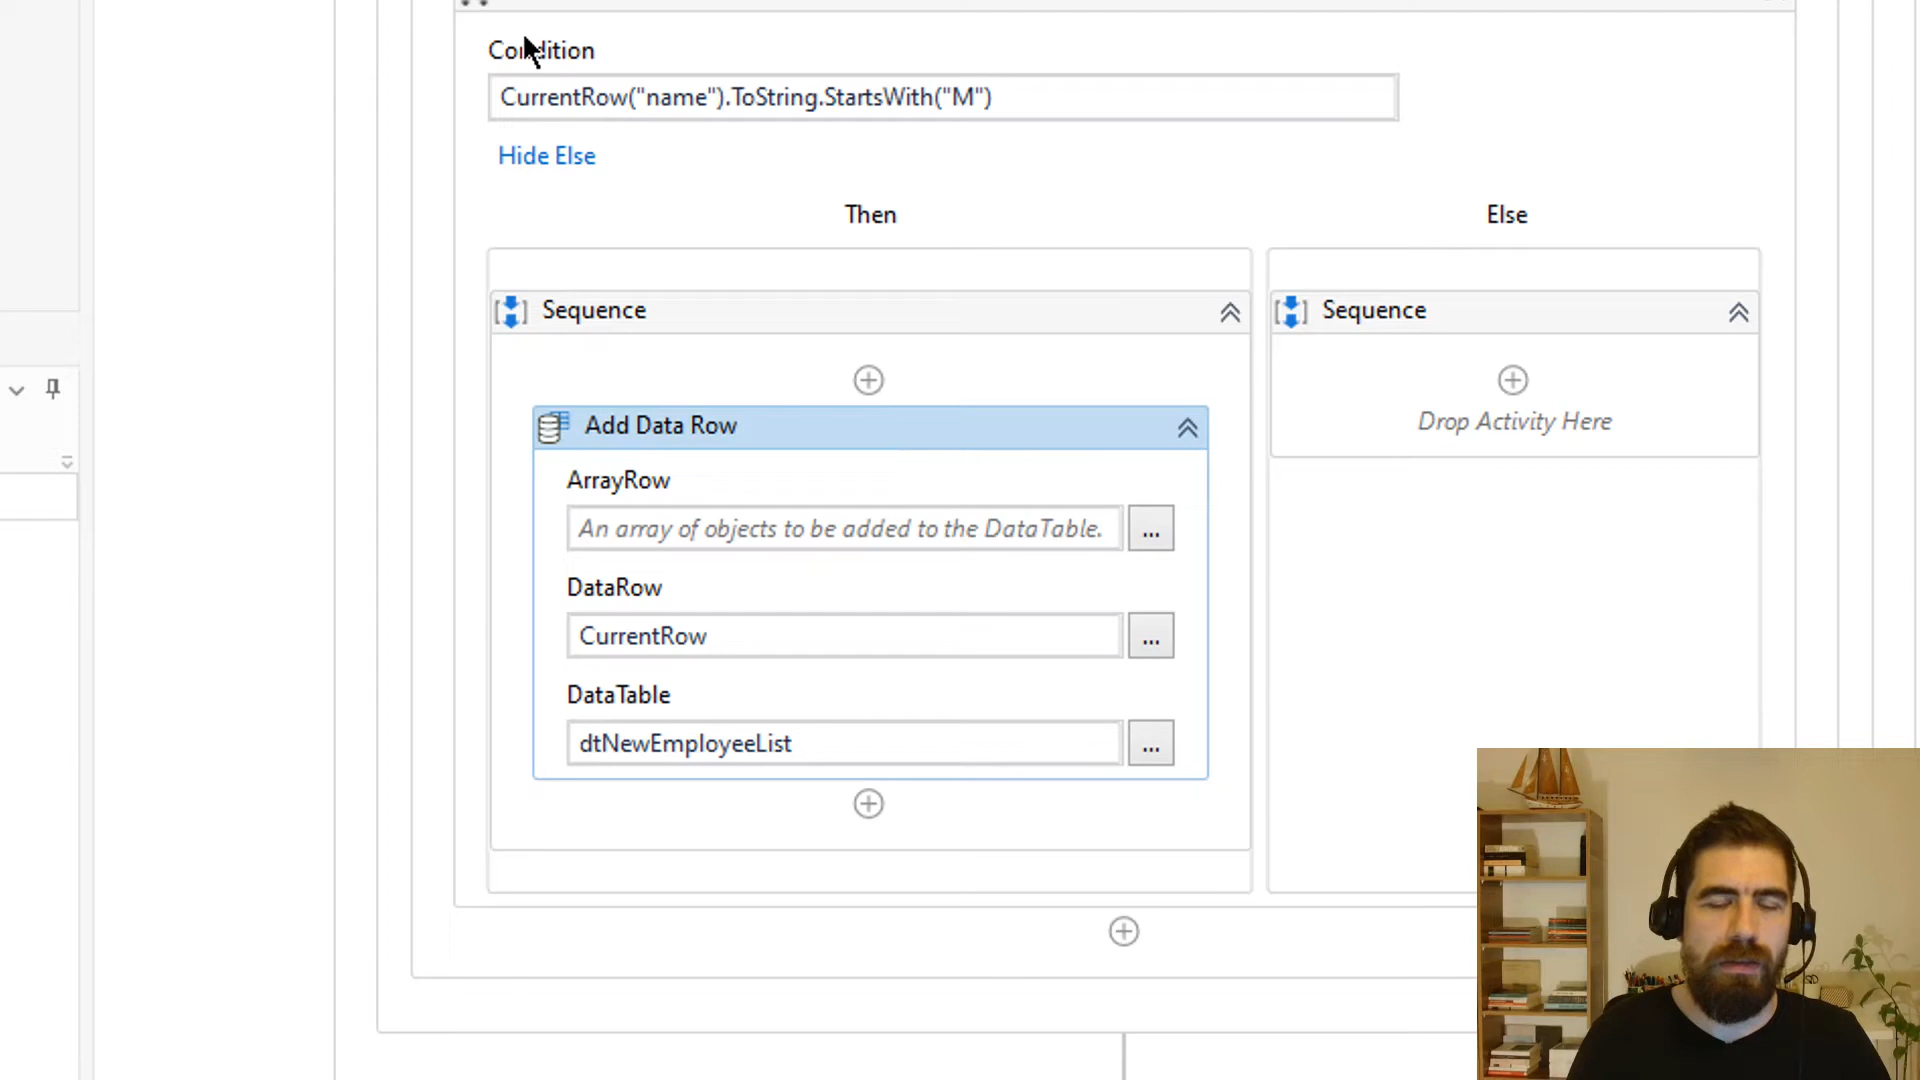 Condition
CurrentRow("name").ToString.StartsWith("M")
Hide Else
Then
Else
Sequence
Sequence
Add Data Row
Drop Activity Here
ArrayRow
An array of objects to be added to the DataTable.
...
DataRow
CurrentRow
...
DataTable
dtNewEmployeeList
...